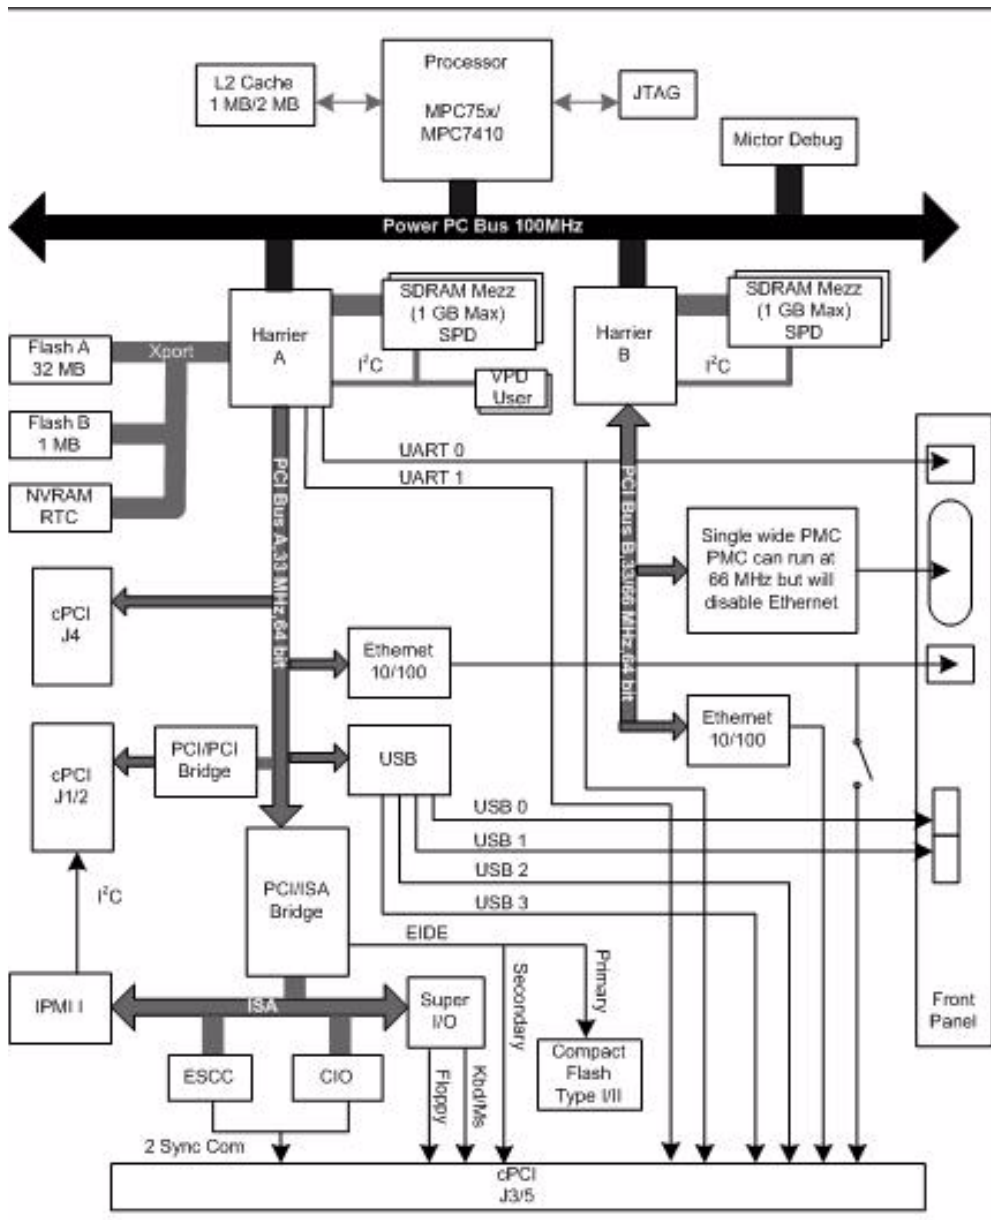 Processor
L2 Cache
1 MB/2 MB
MPC75x/
MPC7410
JTAG
Mictor Debug
Power PC Bus 100MHz
SDRAM Mezz
(1 GB Max)
SPD
SDRAM Mezz
(1 GB Max)
SPD
Harrier
A
Harrier
B
Flash A
32 MB
Xport
I²C
I²C
VPD
User
Flash B
1 MB
UART 0
UART 1
NVRAM
RTC
PCI Bus A,33 MHz,64 bit
PCI Bus B,33/66 MHz,64 bit
Single wide PMC
PMC can run at
66 MHz but will
disable Ethernet
cPCI
J4
Ethernet
10/100
Ethernet
10/100
PCI/PCI
Bridge
USB
cPCI
J1/2
USB 0
USB 1
USB 2
USB 3
I²C
PCI/ISA
Bridge
EIDE
Secondary
Primary
IPMI I
ISA
Super
I/O
Front
Panel
ESCC
CIO
Floppy
Kbd/Ms
Compact
Flash
Type I/II
2 Sync Com
cPCI
J3/5